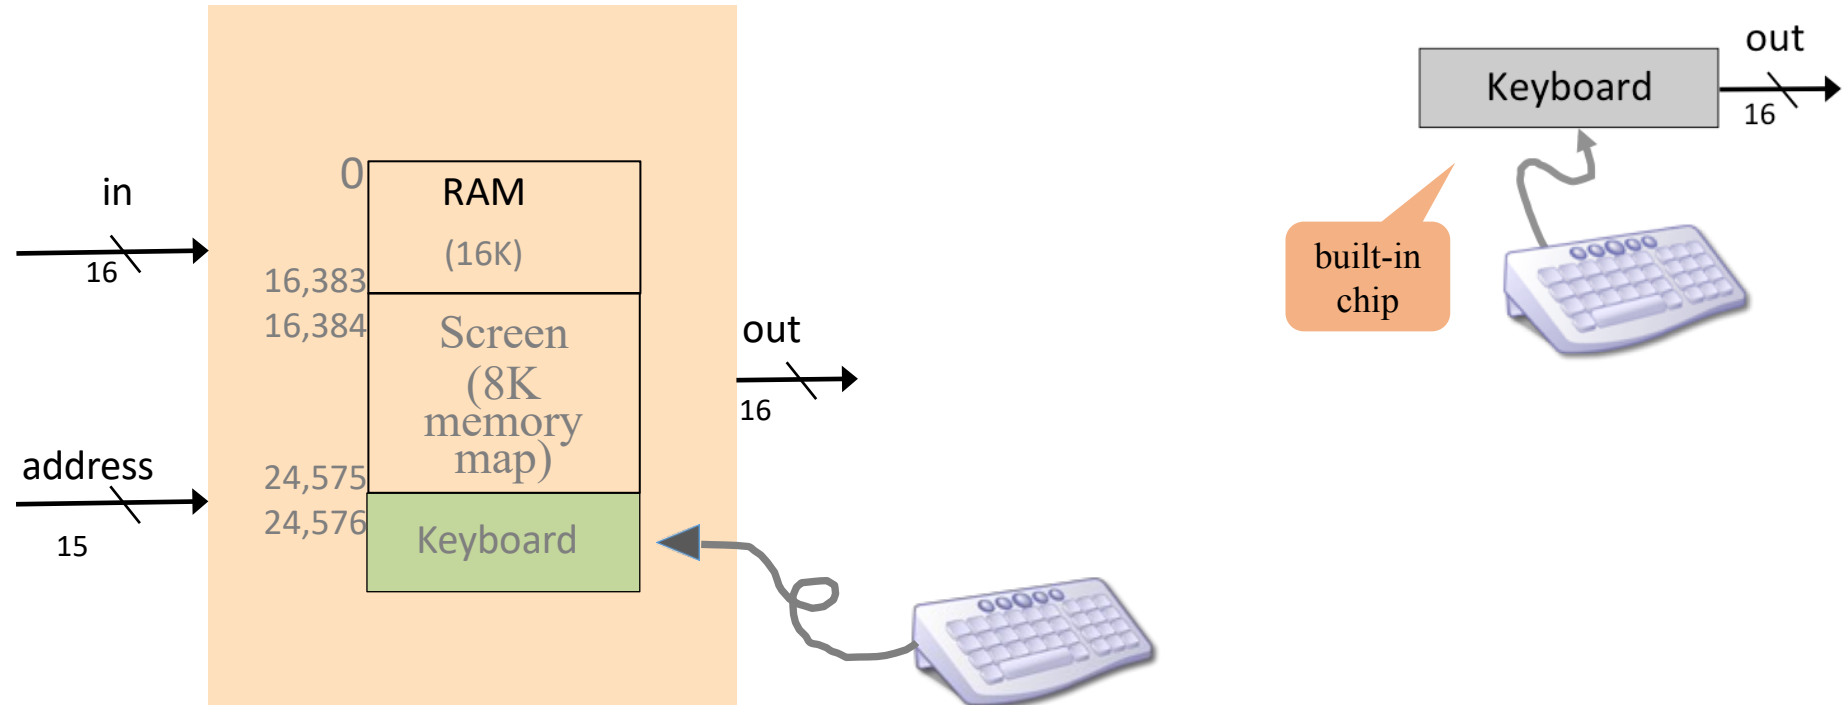 in
16
address
15
0
RAM
(16K)
16,383
16,384
Screen
(8K
memory
map)
24,575
24,576
Keyboard
out
16
Keyboard
out
16
built-in
chip